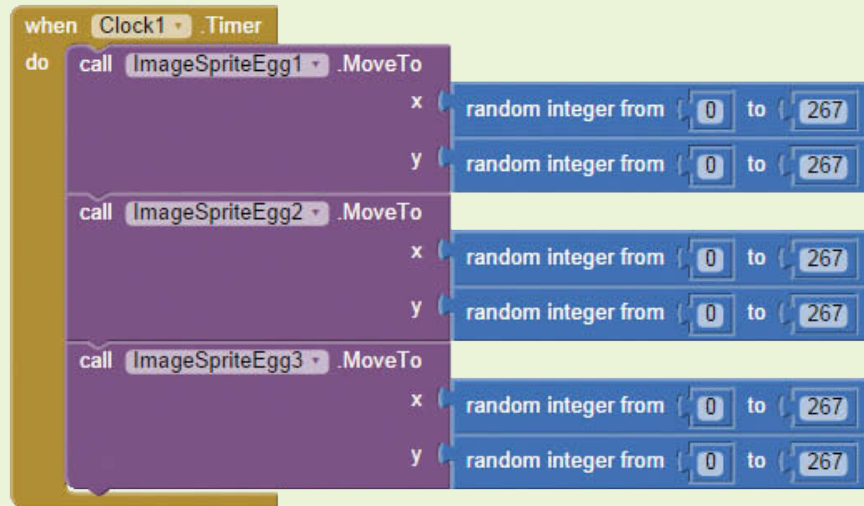 when Clock1 .Timer
do call ImageSpriteEgg1 .MoveTo
x random integer from 0 to 267
y random integer from 0 to 267
call ImageSpriteEgg2 .MoveTo
x random integer from 0 to 267
y random integer from 0 to 267
call ImageSpriteEgg3 .MoveTo
x random integer from 0 to 267
y random integer from 0 to 267